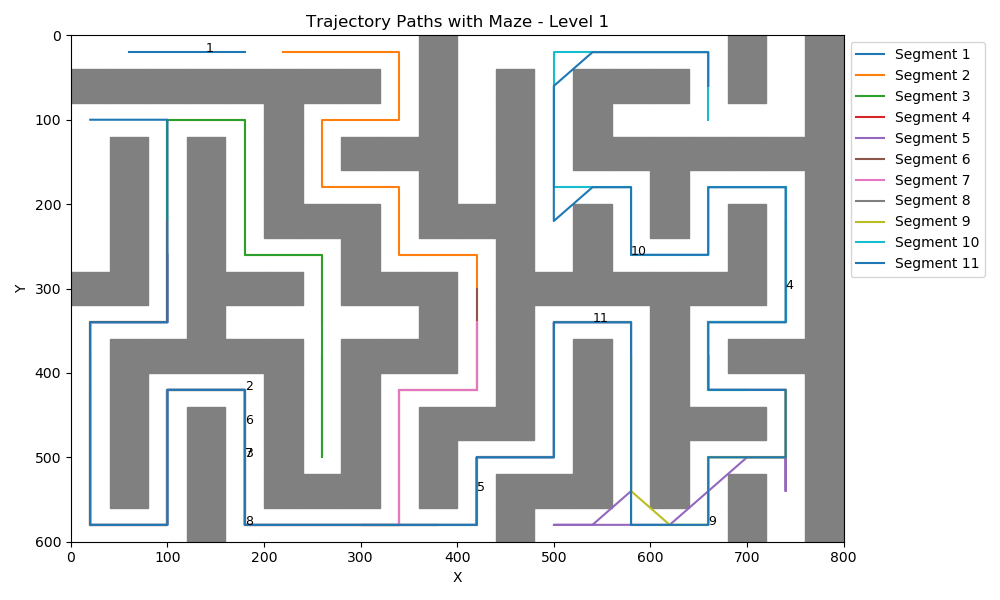 Trajectory Paths with Maze - Level 1
0
100
200
300
400
500
600
Y
0
100
200
300
400
500
600
700
800
X
1
10
4
11
2
6
5
8
9
Segment 1
Segment 2
Segment 3
Segment 4
Segment 5
Segment 6
Segment 7
Segment 8
Segment 9
Segment 10
Segment 11